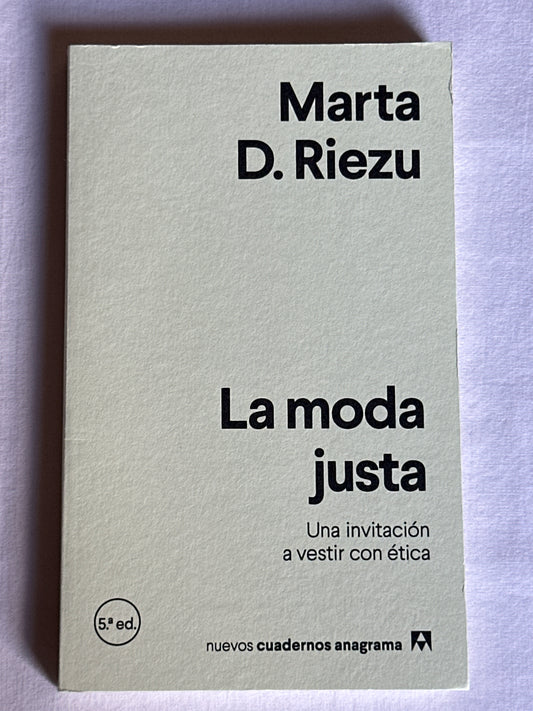 Marta
D. Riezu
La moda
justa
Una invitación
a vestir con ética
5.ª ed.
nuevos cuadernos anagrama